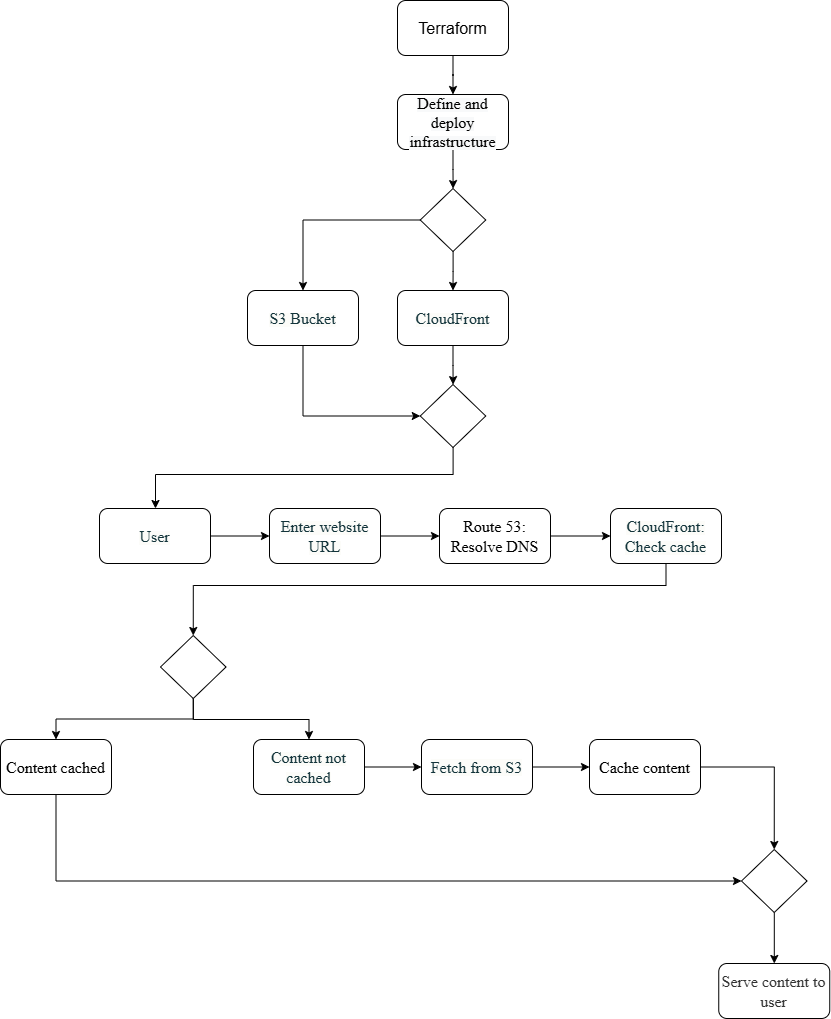 Terraform
Define and
deploy
infrastructure
S3 Bucket
CloudFront
User
Enter website
URL
Route 53:
Resolve DNS
CloudFront:
Check cache
Content cached
Content not
cached
Fetch from S3
Cache content
Serve content to
user